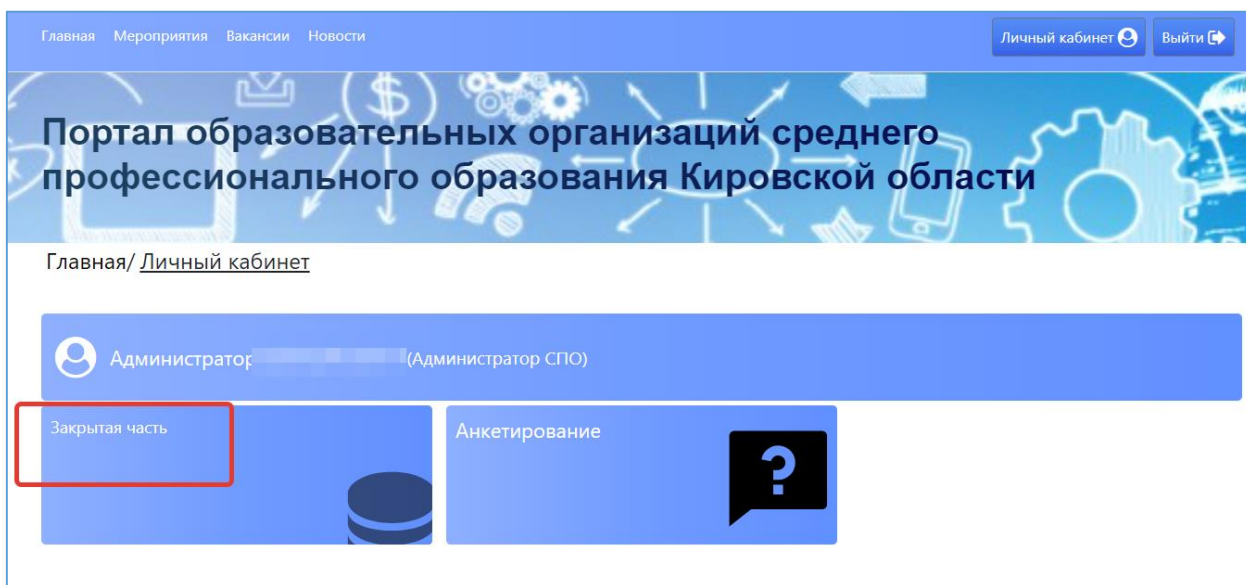 Главная Мероприятия Вакансии Новости Личный кабинет Выйти
Портал образовательных организаций среднего
профессионального образования Кировской области
Главная/ Личный кабинет
Администратор (Администратор СПО)
Закрытая часть Анкетирование
?